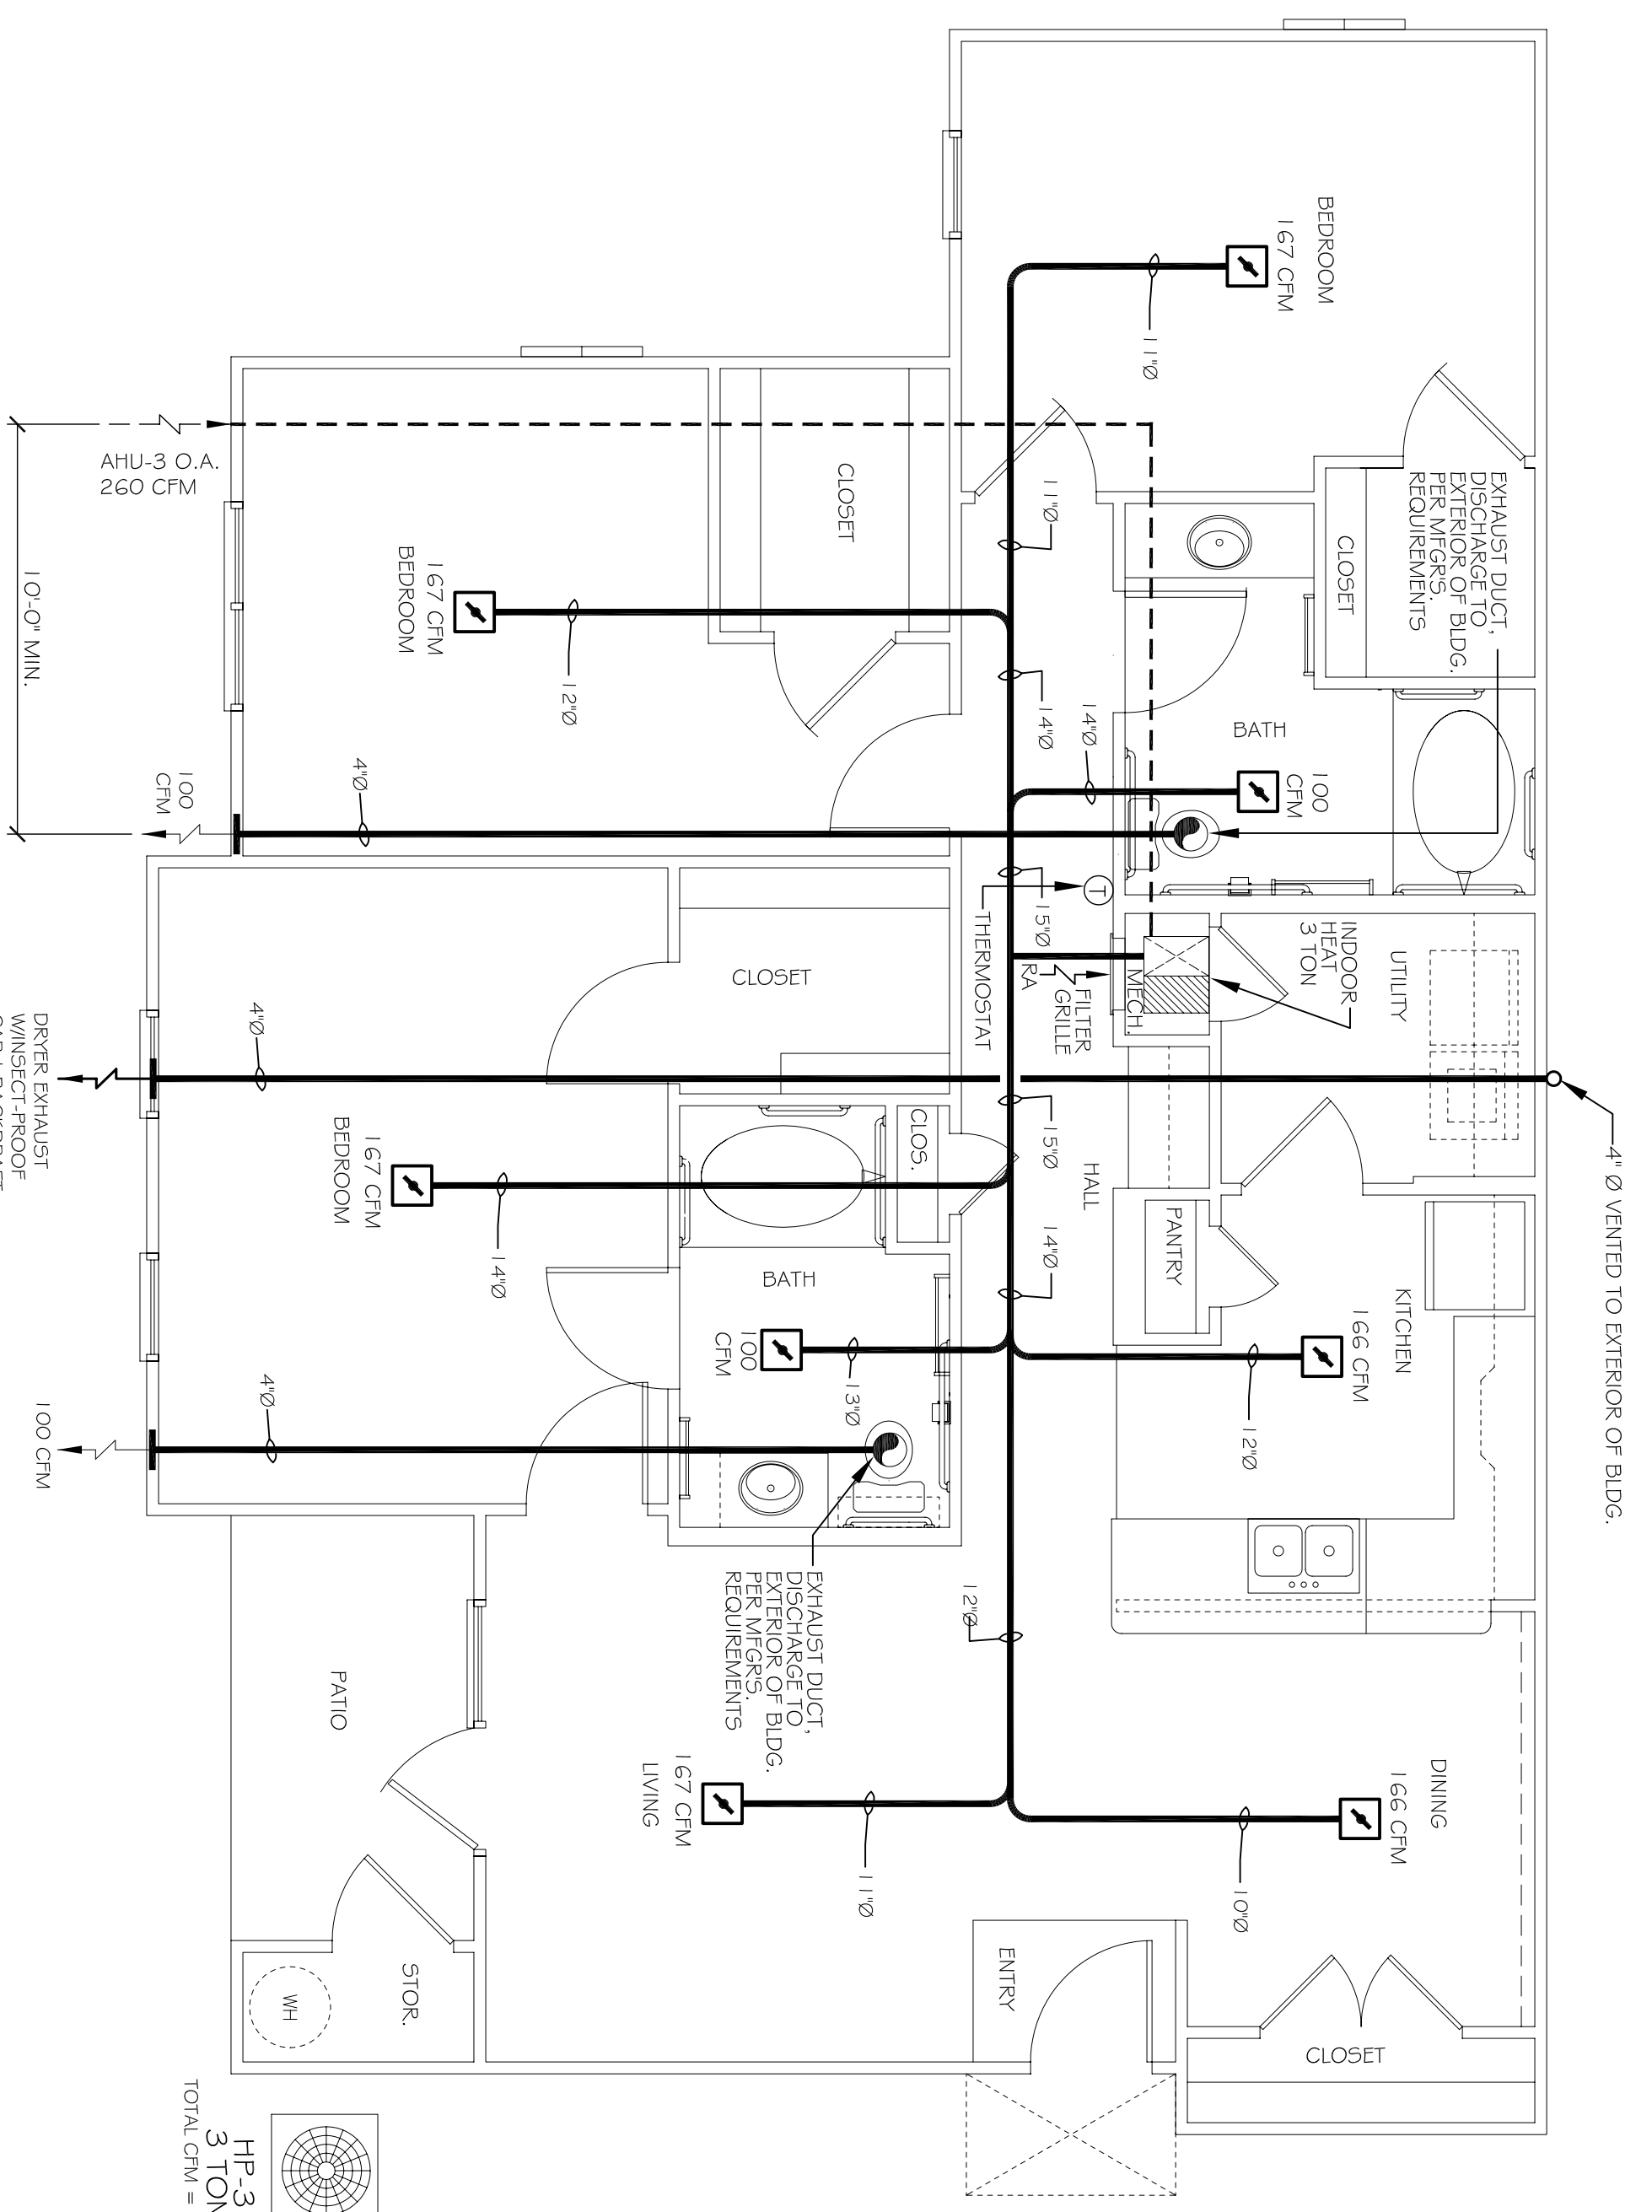 4" Ø VENTED TO EXTERIOR OF BLDG.
BEDROOM
167 CFM
11"Ø
EXHAUST DUCT,
DISCHARGE TO
EXTERIOR OF BLDG.
PER MFGR'S.
REQUIREMENTS
CLOSET
BATH
100
CFM
14"Ø
UTILITY
INDOOR
HEAT
3 TON
MECH.
FILTER
GRILLE
RA
T
THERMOSTAT
11"Ø
14"Ø
15"Ø
15"Ø
14"Ø
12"Ø
HALL
PANTRY
KITCHEN
166 CFM
12"Ø
DINING
166 CFM
10"Ø
CLOSET
ENTRY
CLOSET
167 CFM
BEDROOM
12"Ø
4"Ø
100
CFM
AHU-3 O.A.
260 CFM
10'-0" MIN.
CLOSET
4"Ø
DRYER EXHAUST
W/INSECT-PROOF
167 CFM
BEDROOM
14"Ø
CLOS.
BATH
100
CFM
13"Ø
4"Ø
100 CFM
EXHAUST DUCT,
DISCHARGE TO
EXTERIOR OF BLDG.
PER MFGR'S.
REQUIREMENTS
167 CFM
LIVING
11"Ø
PATIO
STOR.
WH
HP-3
3 TON
TOTAL CFM =